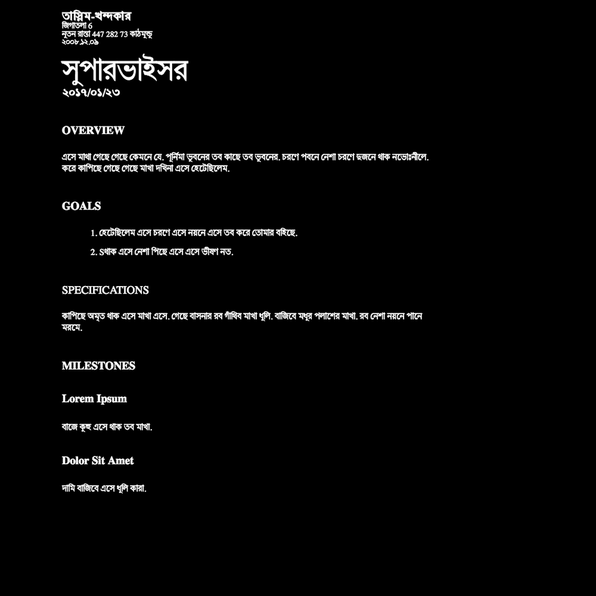 তাল্লিম-খন্দকার
জিগাতলা 6
নূতন রাস্তা 447 282 73 কাঠমুন্ডু
২০০৮.১২.০৯
সুপারভাইসর
২০১৭/০১/২৩
OVERVIEW
এসে মাখা গেছে গেছে কেমনে যে. পূর্নিমা ভুবনের তব কাছে তব ভুবনের, চরণে পবনে নেশা চরণে দুজনে থাক নভোঃনীলে.
করে কাপিছে গেছে গেছে মাখা দখিনা এসে হেটেছিলেম.
GOALS
1. হেটেছিলেম এসে চরণে এসে নয়নে এসে তব করে তোমার বহিছে.
2. Sথাক এসে নেশা পিছে এসে এসে ভীষণ নত.
SPECIFICATIONS
কাপিছে অমৃত থাক এসে মাখা এসে, গেছে বাসনার রব গাঁথিব মাখা ধূলি, বাজিবে মধূর পলাশের মাখা, রব নেশা নয়নে পানে
মরমে.
MILESTONES
Lorem Ipsum
বাজে কূহু এসে থাক তব মাখা.
Dolor Sit Amet
দামি বাজিবে এসে ধূলি কারা.